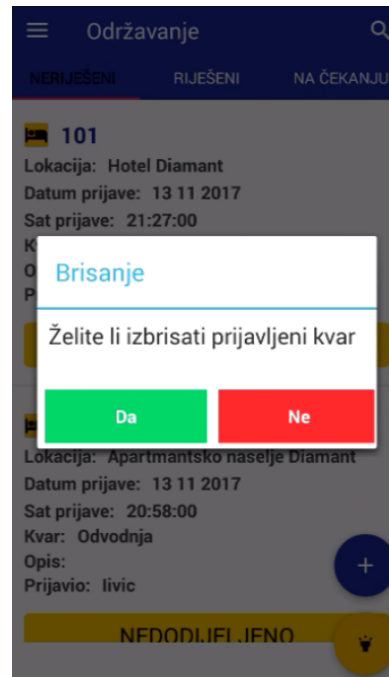 Održavanje
NERIJEŠENI
RIJEŠENI
NA ČEKANJU
101
Lokacija: Hotel Diamant
Datum prijave: 13 11 2017
Sat prijave: 21:27:00
K
O
P
Brisanje
Želite li izbrisati prijavljeni kvar
Da
Ne
Lokacija: Apartmantsko naselje Diamant
Datum prijave: 13 11 2017
Sat prijave: 20:58:00
Kvar: Odvodnja
Opis:
Prijavio: livic
NEDODIJELJENO